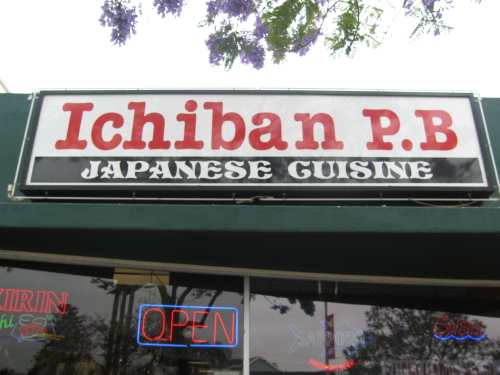 Ichiban P.B
JAPANESE CUISINE
KIRIN
OPEN
SAPPORO